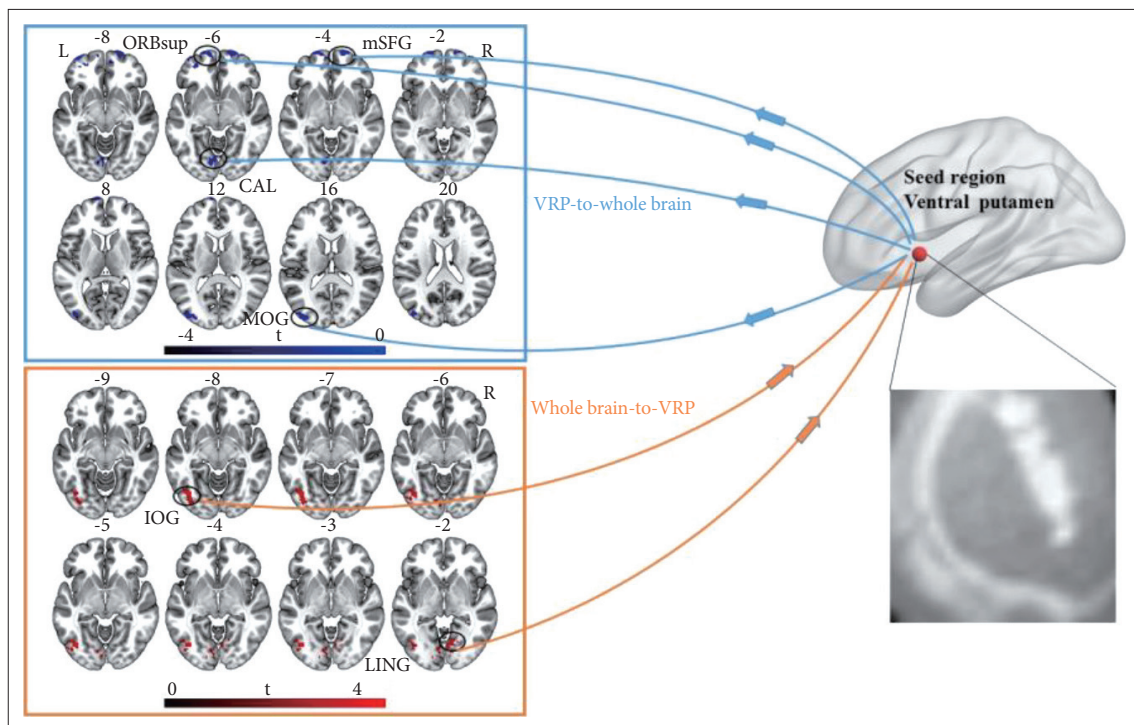 -8 ORBsup -6 -4 mSFG -2
L R
CAL
8 12 16 20
MOG
-4 t 0
VRP-to-whole brain
Seed region
Ventral putamen
-9 -8 -7 -6
R
Whole brain-to-VRP
IOG
-5 -4 -3 -2
LING
0 t 4